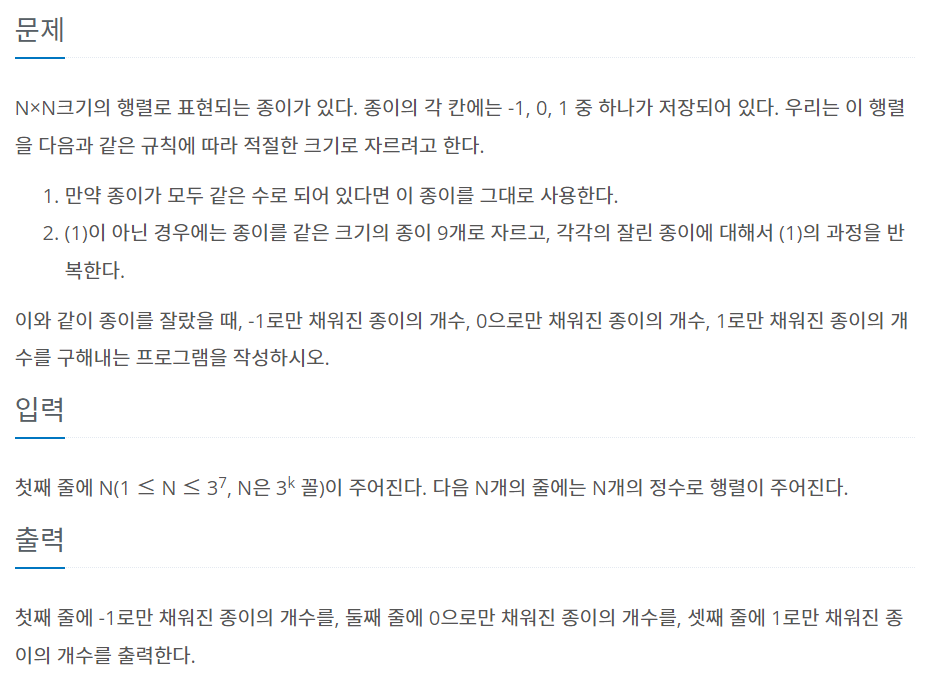 문제
N×N크기의 행렬로 표현되는 종이가 있다. 종이의 각 칸에는 -1, 0, 1 중 하나가 저장되어 있다. 우리는 이 행렬
을 다음과 같은 규칙에 따라 적절한 크기로 자르려고 한다.
1. 만약 종이가 모두 같은 수로 되어 있다면 이 종이를 그대로 사용한다.
2. (1)이 아닌 경우에는 종이를 같은 크기의 종이 9개로 자르고, 각각의 잘린 종이에 대해서 (1)의 과정을 반
복한다.
이와 같이 종이를 잘랐을 때, -1로만 채워진 종이의 개수, 0으로만 채워진 종이의 개수, 1로만 채워진 종이의 개
수를 구해내는 프로그램을 작성하시오.
입력
첫째 줄에 N(1 ≤ N ≤ 3⁷, N은 3ᵏ 꼴)이 주어진다. 다음 N개의 줄에는 N개의 정수로 행렬이 주어진다.
출력
첫째 줄에 -1로만 채워진 종이의 개수를, 둘째 줄에 0으로만 채워진 종이의 개수를, 셋째 줄에 1로만 채워진 종
이의 개수를 출력한다.